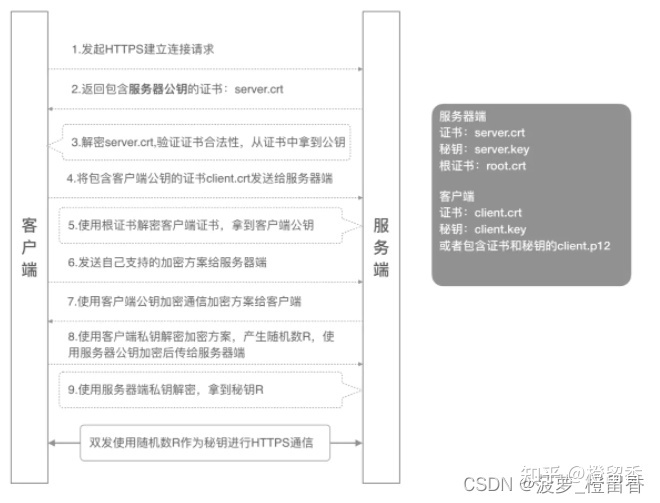 1.发起HTTPS建立连接请求
2.返回包含服务器公钥的证书：server.crt
3.解密server.crt,验证证书合法性，从证书中拿到公钥
4.将包含客户端公钥的证书client.crt发送给服务器端
5.使用根证书解密客户端证书，拿到客户端公钥
6.发送自己支持的加密方案给服务器端
7.使用客户端公钥加密通信加密方案给客户端
8.使用客户端私钥解密加密方案，产生随机数R，使
用服务器公钥加密后传给服务器端
9.使用服务器端私钥解密，拿到秘钥R
双发使用随机数R作为秘钥进行HTTPS通信
客户端
服务端
服务器端
证书：server.crt
秘钥：server.key
根证书：root.crt
客户端
证书：client.crt
秘钥：client.key
或者包含证书和秘钥的client.p12
知乎 @橙留香
CSDN @菠萝_橙留香